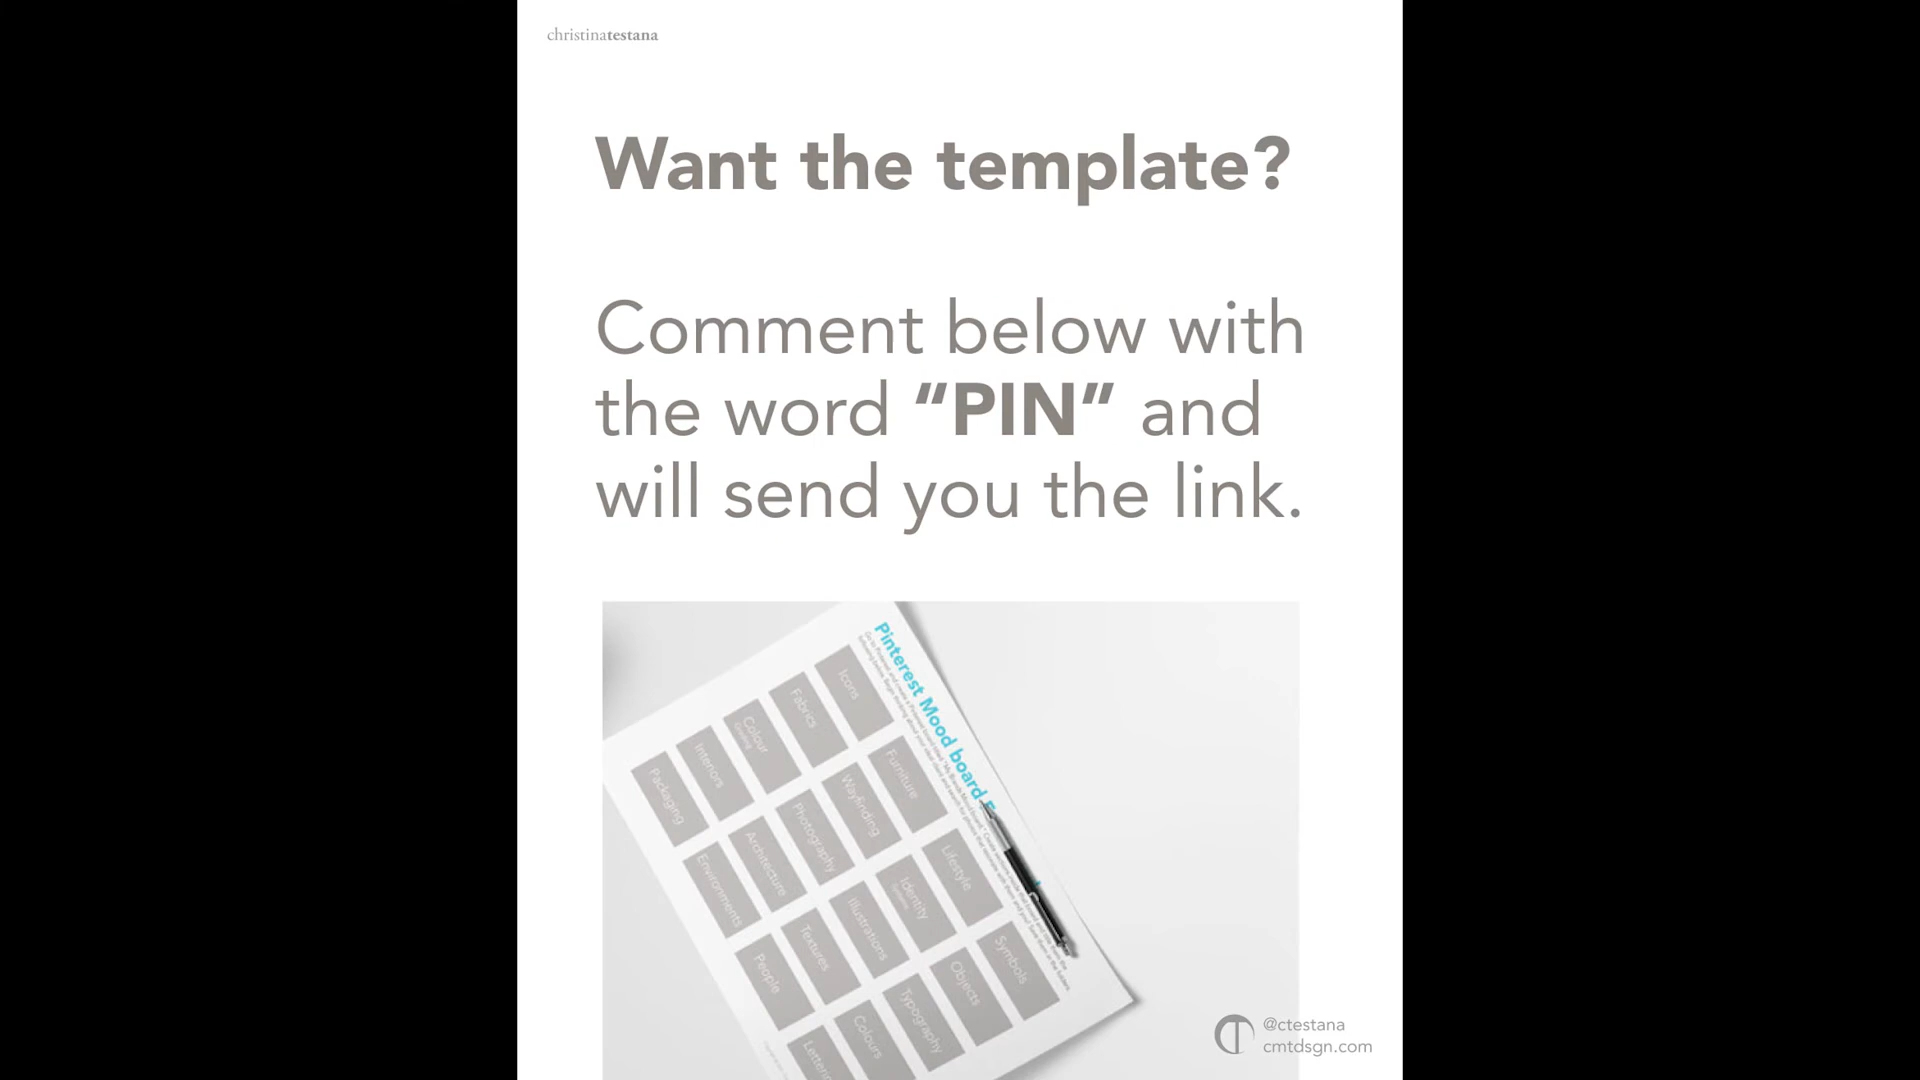 christinatestana
Want the template?
Comment below with
the word “PIN” and
will send you the link.
Pinterest Mood board
Icons
Furniture
Lifestyle
Symbols
Fabrics
Wayfinding
Identity
Objects
Colour
Photography
Illustrations
Typography
Interiors
Architecture
Textures
Colours
Packaging
Environments
People
@ctestana
cmtdsgn.com